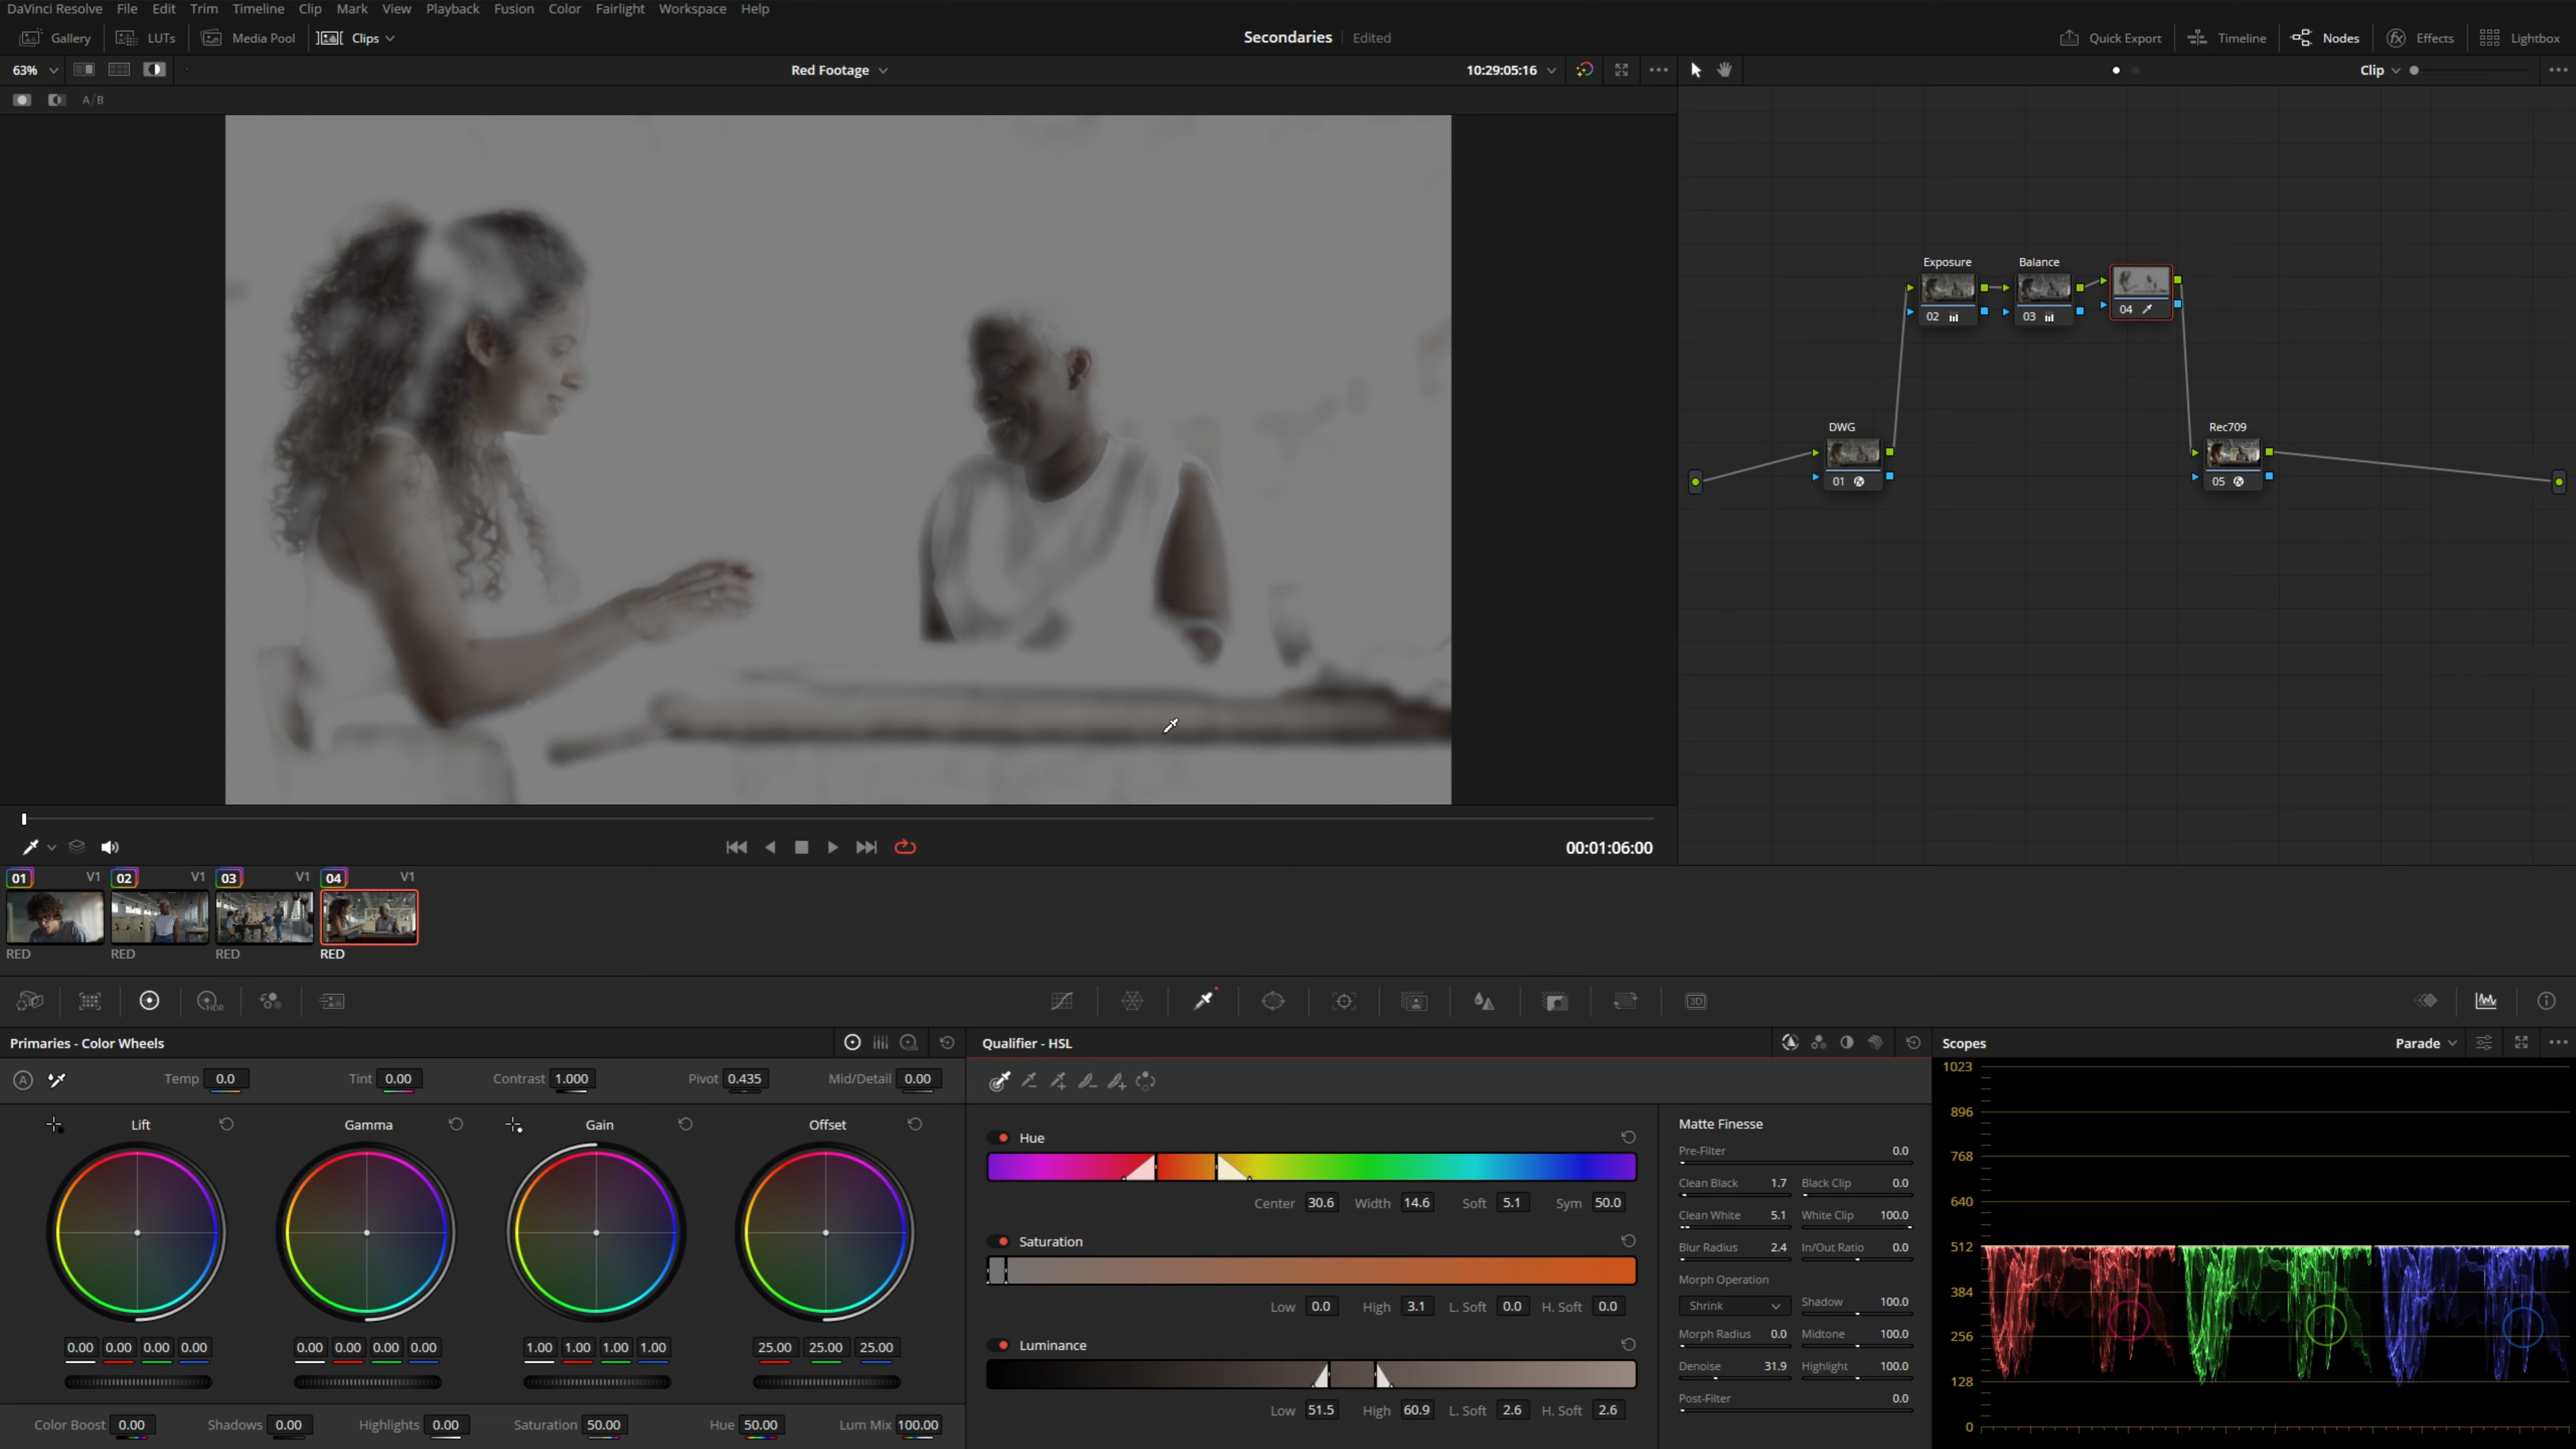 DaVinci Resolve File Edit Trim Timeline Clip Mark View Playback Fusion Color Fairlight Workspace Help
Gallery LUTs Media Pool Clips Secondaries Edited Quick Export Timeline Nodes Effects Lightbox
63% Red Footage 10:29:05:16 Clip
A/B
Exposure Balance
02 03 04
DWG Rec709
01 05
00:01:06:00
01 V1 02 V1 03 V1 04 V1
RED RED RED RED
HDR 3D
Primaries - Color Wheels
A Temp 0.0 Tint 0.00 Contrast 1.000 Pivot 0.435 Mid/Detail 0.00
Lift Gamma Gain Offset
0.00 0.00 0.00 0.00 0.00 0.00 0.00 0.00 1.00 1.00 1.00 1.00 25.00 25.00 25.00
Color Boost 0.00 Shadows 0.00 Highlights 0.00 Saturation 50.00 Hue 50.00 Lum Mix 100.00
Qualifier - HSL
Hue
Center 30.6 Width 14.6 Soft 5.1 Sym 50.0
Saturation
Low 0.0 High 3.1 L. Soft 0.0 H. Soft 0.0
Luminance
Low 51.5 High 60.9 L. Soft 2.6 H. Soft 2.6
Matte Finesse
Pre-Filter 0.0
Clean Black 1.7 Black Clip 0.0
Clean White 5.1 White Clip 100.0
Blur Radius 2.4 In/Out Ratio 0.0
Morph Operation
Shrink Shadow 100.0
Morph Radius 0.0 Midtone 100.0
Denoise 31.9 Highlight 100.0
Post-Filter 0.0
Scopes Parade
1023
896
768
640
512
384
256
128
0